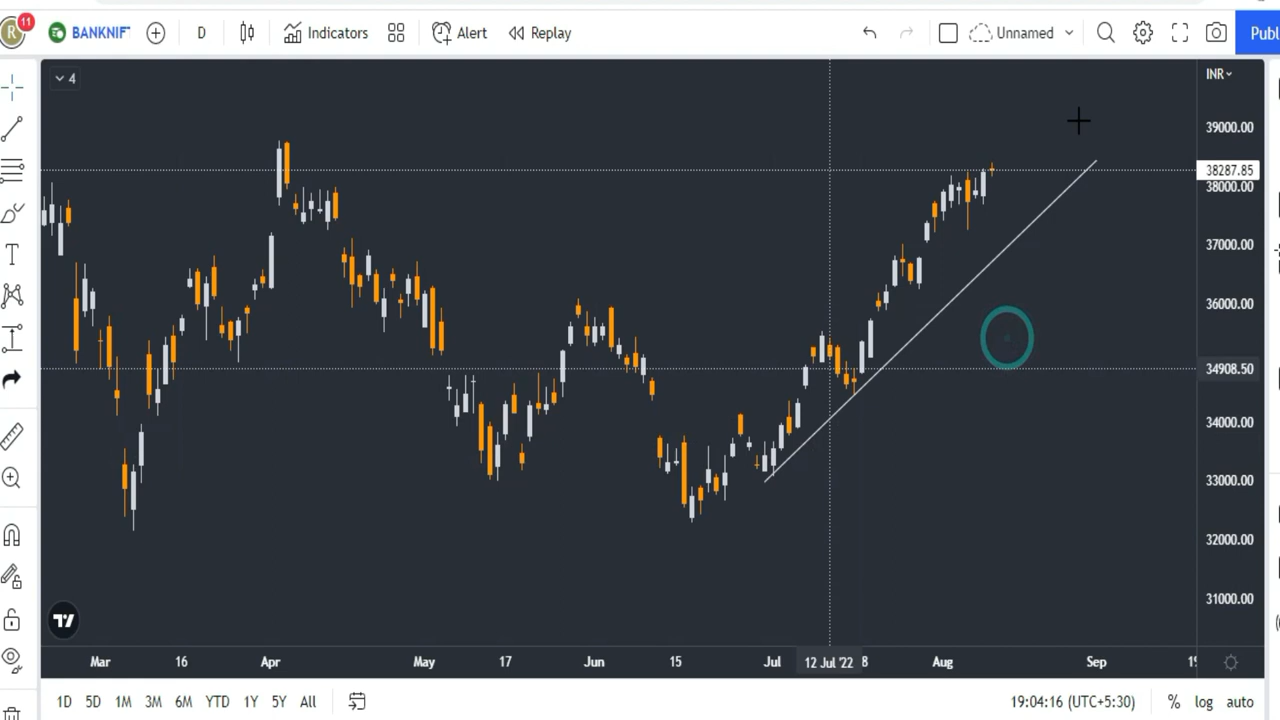 R 11 BANKNIF D Indicators Alert Replay Unnamed Publ
4
INR
39000.00
38287.85
38000.00
37000.00
36000.00
34908.50
34000.00
33000.00
32000.00
31000.00
Mar 16 Apr May 17 Jun 15 Jul 12 Jul '22 8 Aug Sep
1D 5D 1M 3M 6M YTD 1Y 5Y All 19:04:16 (UTC+5:30) % log auto